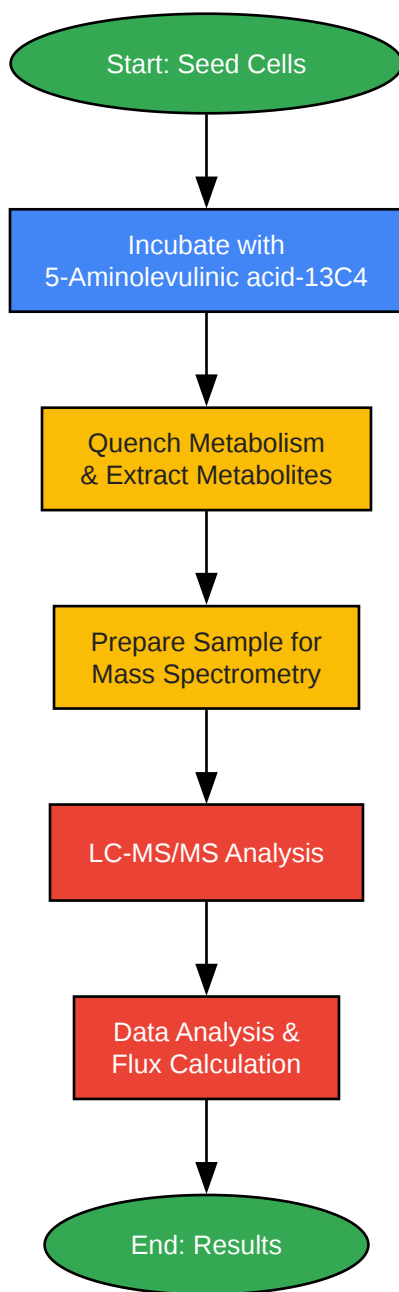 Start: Seed Cells
Incubate with
5-Aminolevulinic acid-13C4
Quench Metabolism
& Extract Metabolites
Prepare Sample for
Mass Spectrometry
LC-MS/MS Analysis
Data Analysis &
Flux Calculation
End: Results